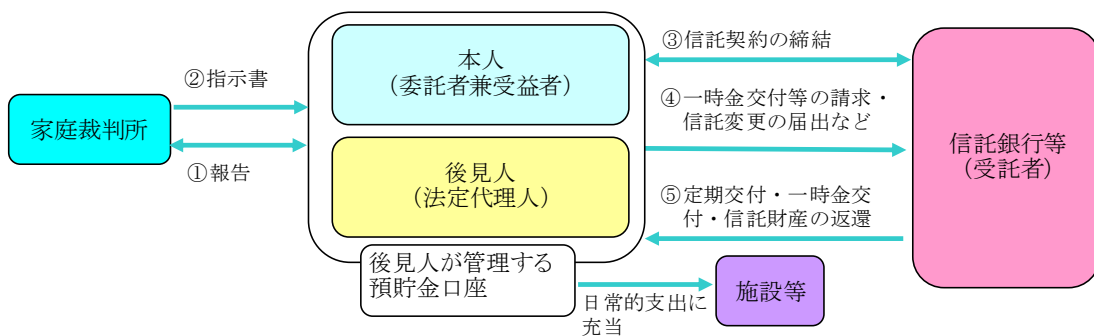 家庭裁判所
②指示書
①報告
本人
（委託者兼受益者）
後見人
（法定代理人）
後見人が管理する
預貯金口座
③信託契約の締結
④一時金交付等の請求・
信託変更の届出など
⑤定期交付・一時金交
付・信託財産の返還
信託銀行等
（受託者）
日常的支出に
充当
施設等